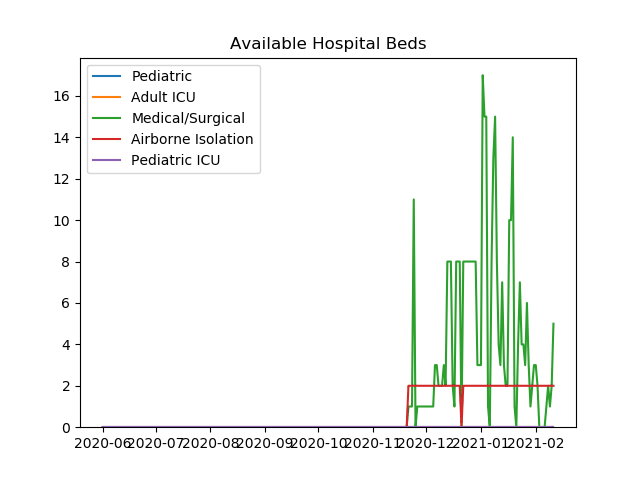 Available Hospital Beds
Pediatric
Adult ICU
Medical/Surgical
Airborne Isolation
Pediatric ICU
16
14
12
10
8
6
4
2
0
2020-06 2020-07 2020-08 2020-09 2020-10 2020-11 2020-12 2021-01 2021-02